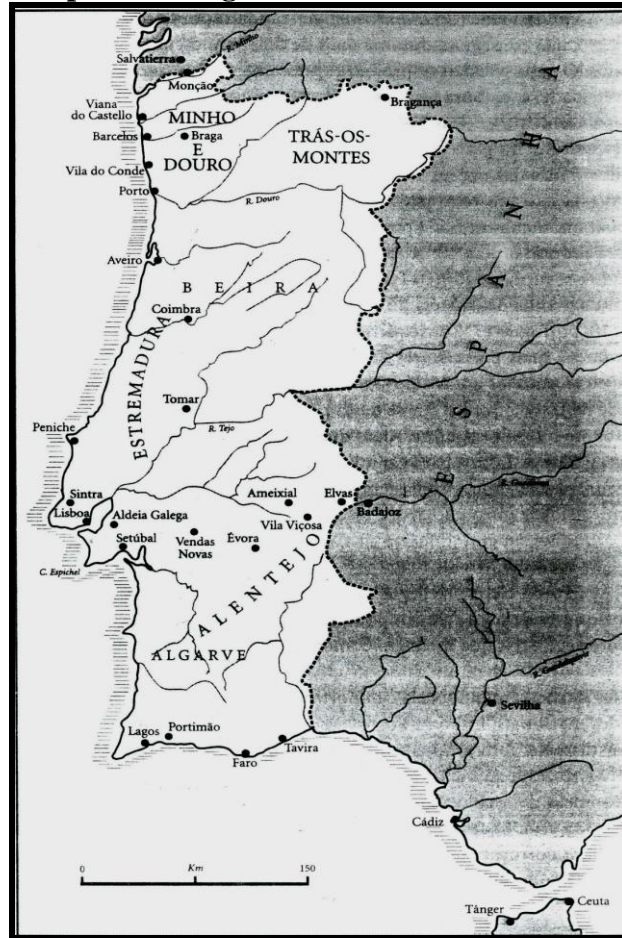 R. Minho
Salvatierra
Monção
Bragança
Viana
do Castello
MINHO
E
DOURO
Barcelos
Braga
TRÁS-OS-
MONTES
Vila do Conde
Porto
R. Douro
Aveiro
BEIRA
Coimbra
ESTREMADURA
Tomar
R. Tejo
Peniche
ESPANHA
Sintra
Lisboa
Aldeia Galega
Ameixial
Elvas
Badajoz
Vila Viçosa
Setúbal
Vendas
Novas
Évora
C. Espichel
ALENTEJO
ALGARVE
Sevilha
Lagos
Portimão
Tavira
Faro
Cádiz
0
Km
150
Tânger
Ceuta